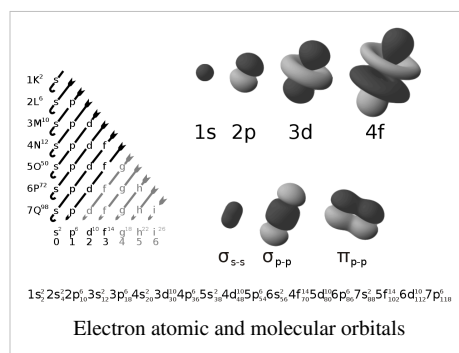 1K² s
2L⁸ s p
3M¹⁸ s p d
4N³² s p d f
5O⁵⁰ s p d f g
6P⁷² s p d f g h
7Q⁹⁸ s p d f g h i
s² p⁶ d¹⁰ f¹⁴ g¹⁸ h²² i²⁶
0 1 2 3 4 5 6
1s 2p 3d 4f
σs-s σp-p πp-p
1s²₂2s²₄2p⁶₁₀3s²₁₂3p⁶₁₈4s²₂₀3d¹⁰₃₀4p⁶₃₆5s²₃₈4d¹⁰₄₈5p⁶₅₄6s²₅₆4f¹⁴₇₀5d¹⁰₈₀6p⁶₈₆7s²₈₈5f¹⁴₁₀₂6d¹⁰₁₁₂7p⁶₁₁₈
Electron atomic and molecular orbitals